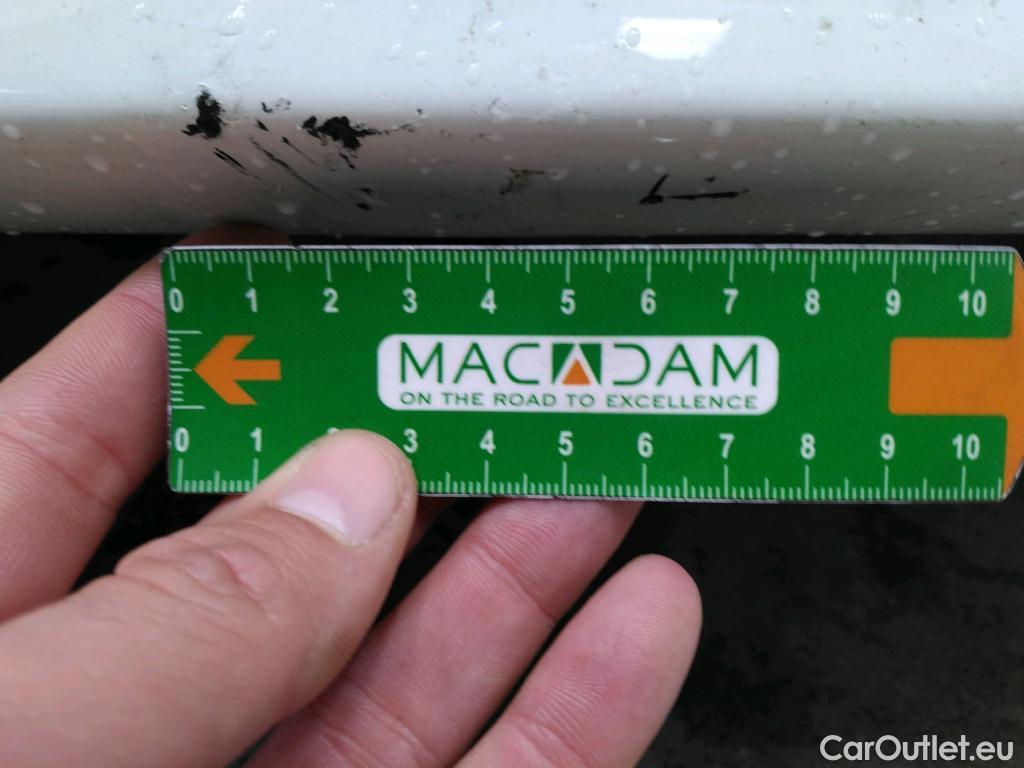 0 1 2 3 4 5 6 7 8 9 10
MACADAM
ON THE ROAD TO EXCELLENCE
0 1 3 4 5 6 7 8 9 10
CarOutlet.eu